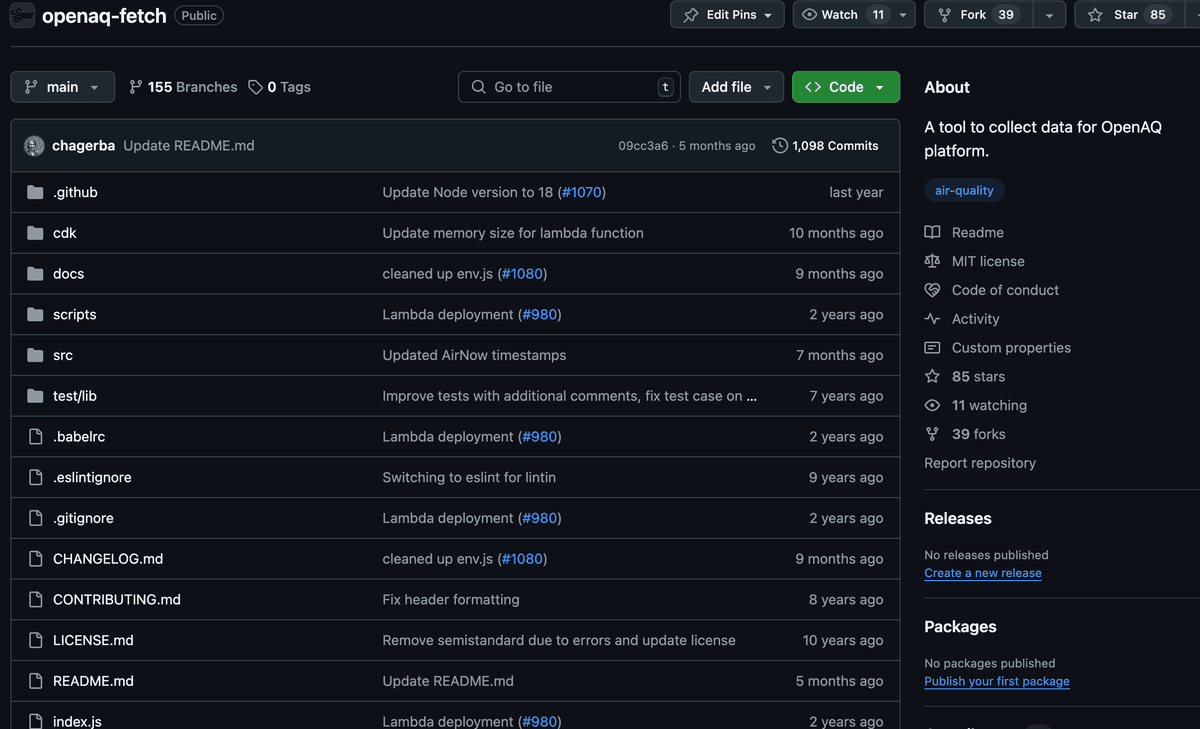 openaq-fetch Public Edit Pins Watch 11 Fork 39 Star 85
main 155 Branches 0 Tags Go to file t Add file Code
chagerba Update README.md 09cc3a6 · 5 months ago 1,098 Commits
.github Update Node version to 18 (#1070) last year
cdk Update memory size for lambda function 10 months ago
docs cleaned up env.js (#1080) 9 months ago
scripts Lambda deployment (#980) 2 years ago
src Updated AirNow timestamps 7 months ago
test/lib Improve tests with additional comments, fix test case on ... 7 years ago
.babelrc Lambda deployment (#980) 2 years ago
.eslintignore Switching to eslint for lintin 9 years ago
.gitignore Lambda deployment (#980) 2 years ago
CHANGELOG.md cleaned up env.js (#1080) 9 months ago
CONTRIBUTING.md Fix header formatting 8 years ago
LICENSE.md Remove semistandard due to errors and update license 10 years ago
README.md Update README.md 5 months ago
index.js Lambda deployment (#980) 2 years ago
About
A tool to collect data for OpenAQ
platform.
air-quality
Readme
MIT license
Code of conduct
Activity
Custom properties
85 stars
11 watching
39 forks
Report repository
Releases
No releases published
Create a new release
Packages
No packages published
Publish your first package